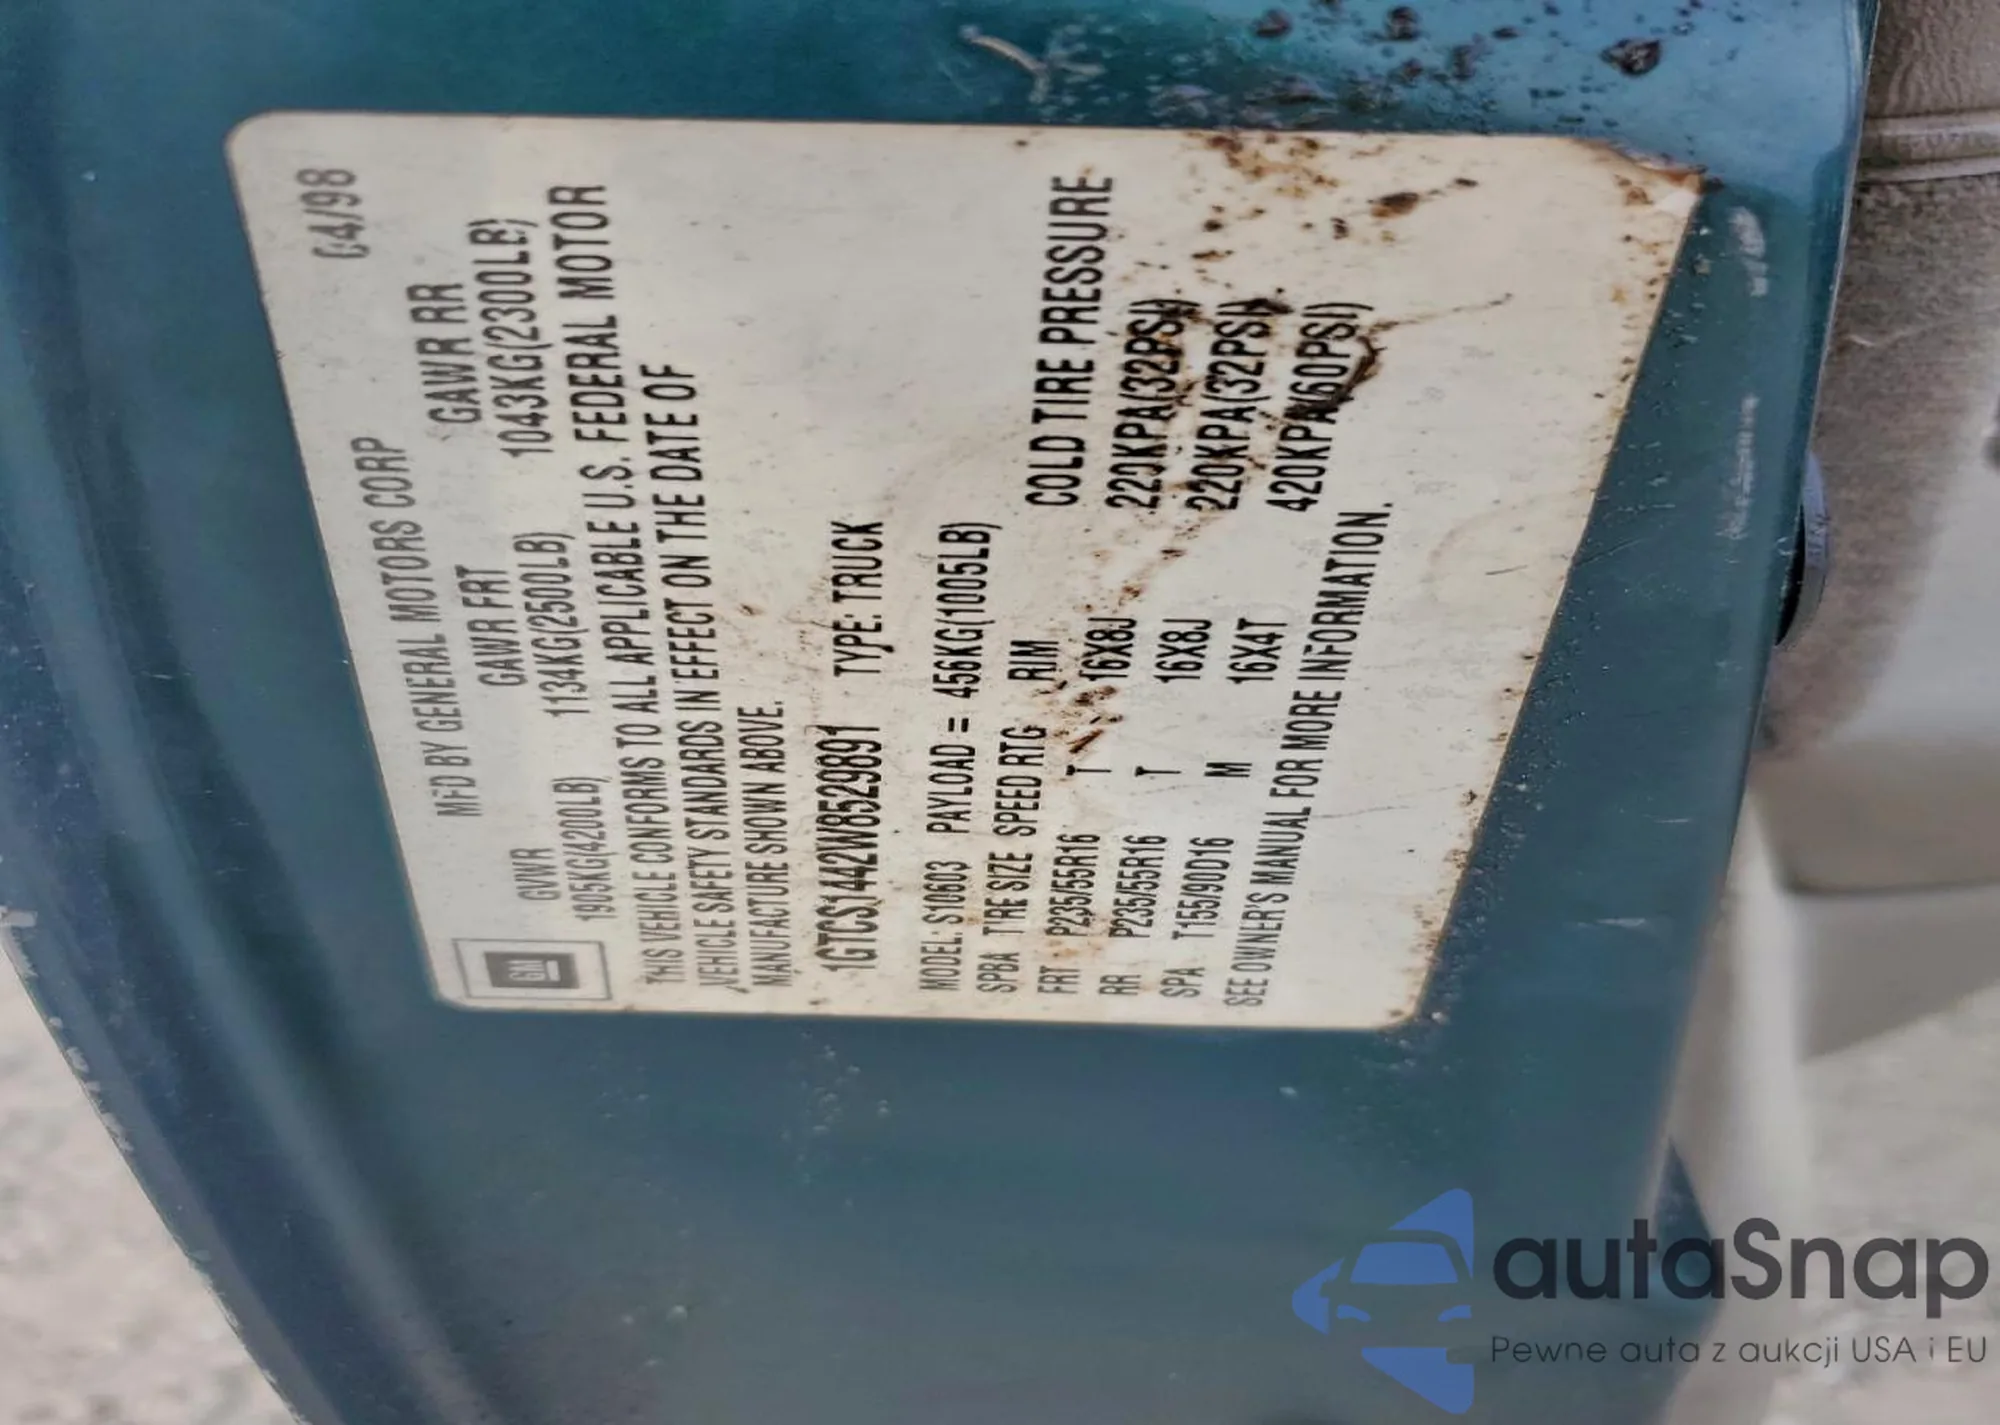 MFD BY GENERAL MOTORS CORP 04/98
GVWR GAWR FRT GAWR RR
1905KG(4200LB) 1134KG(2500LB) 1043KG(2300LB)
THIS VEHICLE CONFORMS TO ALL APPLICABLE U.S. FEDERAL MOTOR
VEHICLE SAFETY STANDARDS IN EFFECT ON THE DATE OF
MANUFACTURE SHOWN ABOVE.
1GTCS1442W8529891 TYPE: TRUCK
MODEL: S10603 PAYLOAD = 456KG(1005LB)
SPBA TIRE SIZE SPEED RTG RIM COLD TIRE PRESSURE
FRT P235/55R16 T 16X8J 220KPA(32PSI)
RR P235/55R16 T 16X8J 220KPA(32PSI)
SPA T155/90D16 M 16X4T 420KPA(60PSI)
SEE OWNER'S MANUAL FOR MORE INFORMATION.
GM
autaSnap
Pewne auta z aukcji USA i EU